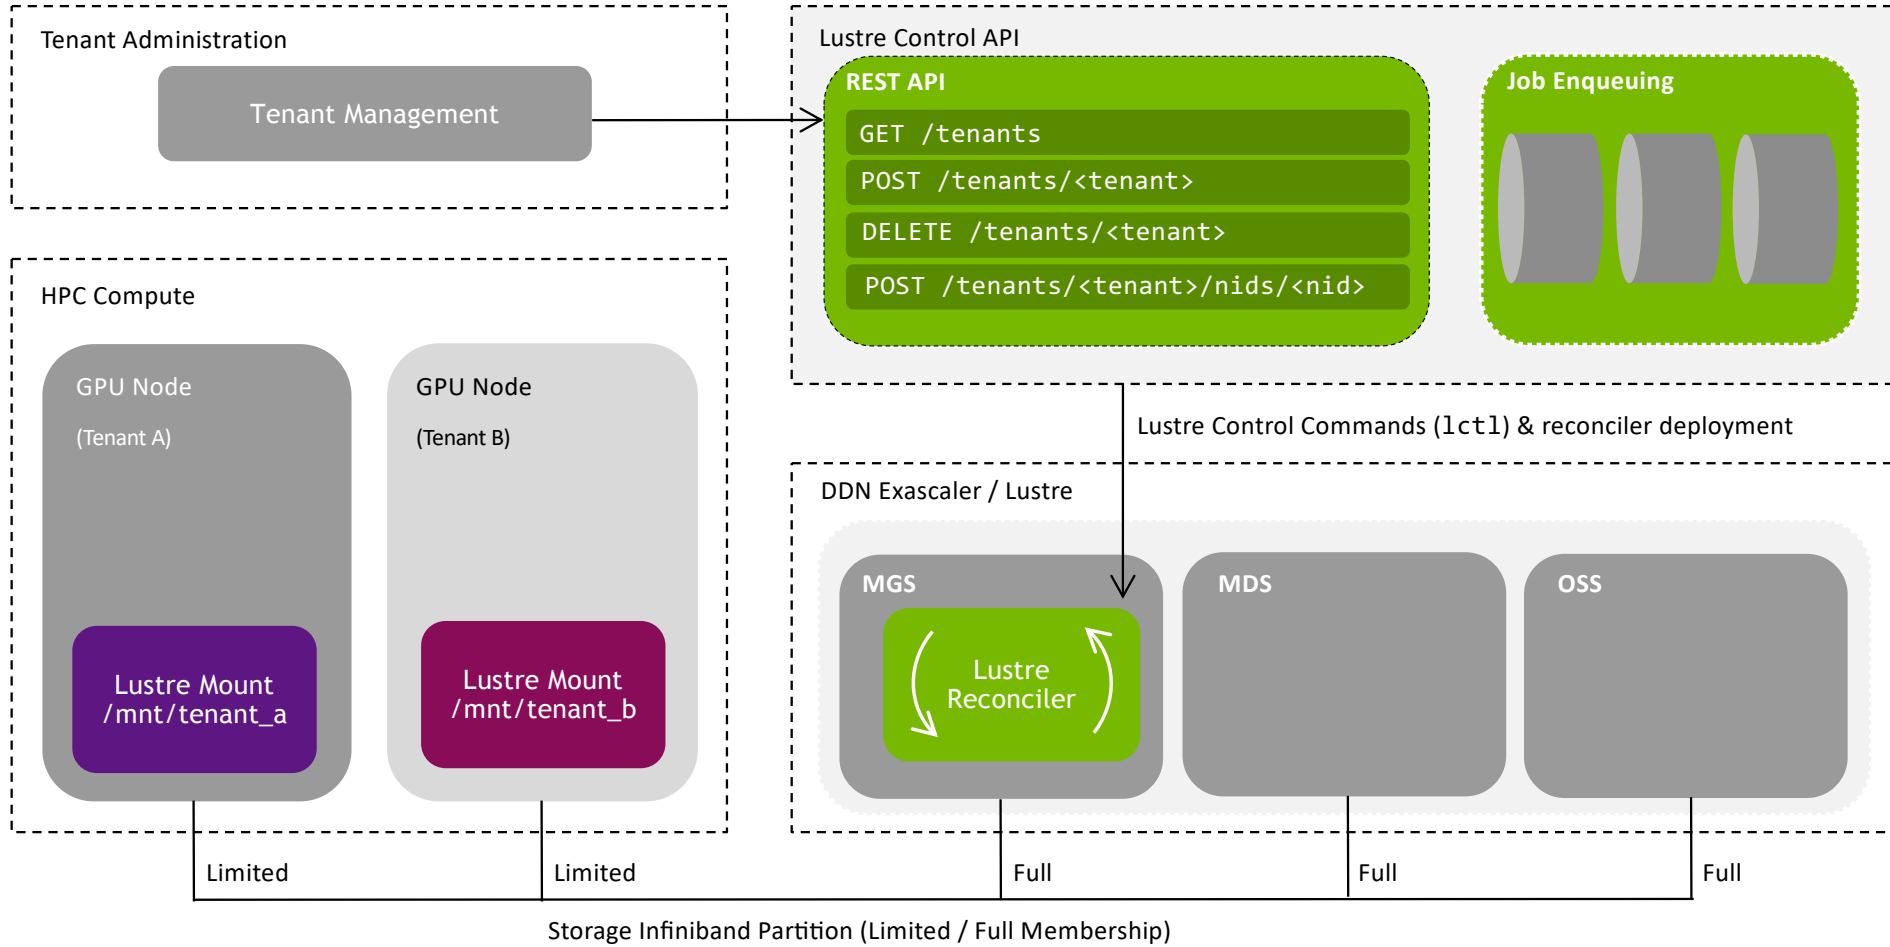 Tenant Administration
Tenant Management
Lustre Control API
REST API
GET /tenants
POST /tenants/<tenant>
DELETE /tenants/<tenant>
POST /tenants/<tenant>/nids/<nid>
Job Enqueuing
HPC Compute
GPU Node
(Tenant A)
Lustre Mount
/mnt/tenant_a
GPU Node
(Tenant B)
Lustre Mount
/mnt/tenant_b
Lustre Control Commands (lctl) & reconciler deployment
DDN Exascaler / Lustre
MGS
Lustre
Reconciler
MDS
OSS
Limited
Limited
Full
Full
Full
Storage Infiniband Partition (Limited / Full Membership)